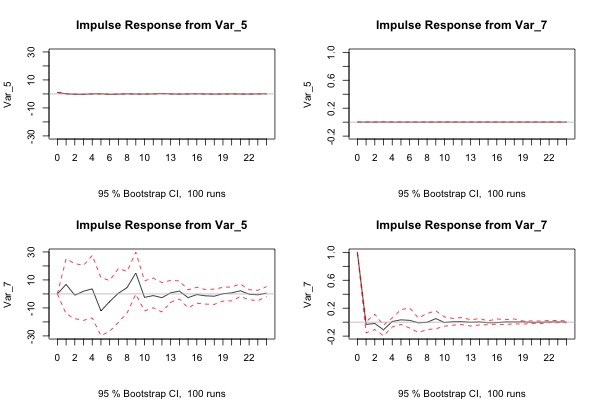 Impulse Response from Var_5
Var_5
30
10
-10
-30
0 2 4 6 8 10 13 16 19 22
95 % Bootstrap CI, 100 runs
Impulse Response from Var_7
Var_5
1.0
0.6
0.2
-0.2
0 2 4 6 8 10 13 16 19 22
95 % Bootstrap CI, 100 runs
Impulse Response from Var_5
Var_7
30
10
-10
-30
0 2 4 6 8 10 13 16 19 22
95 % Bootstrap CI, 100 runs
Impulse Response from Var_7
Var_7
1.0
0.6
0.2
-0.2
0 2 4 6 8 10 13 16 19 22
95 % Bootstrap CI, 100 runs